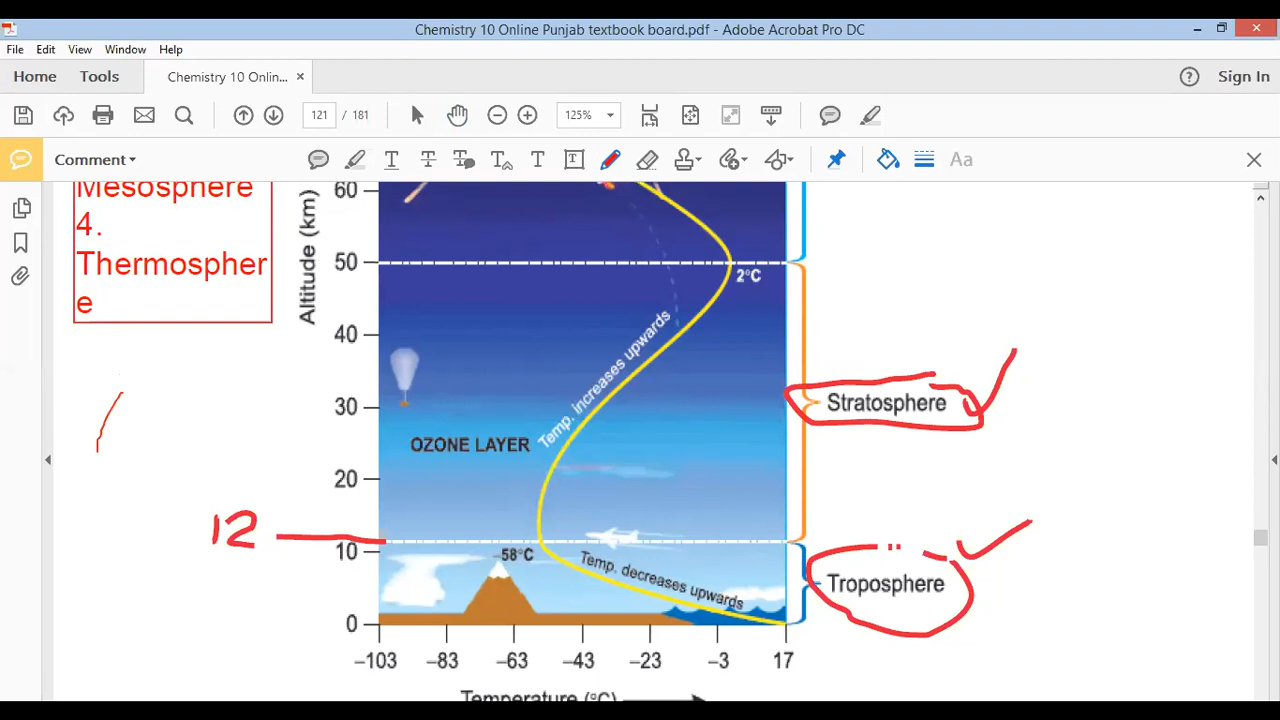 Chemistry 10 Online Punjab textbook board.pdf - Adobe Acrobat Pro DC
File Edit View Window Help
Home Tools Chemistry 10 Onlin... × Sign In
121 / 181 125%
Comment
Aa
Mesosphere
4.
Thermospher
e
Altitude (km)
60
50
2°C
40
Temp. increases upwards
30
Stratosphere
OZONE LAYER
20
12
10
–58°C
Temp. decreases upwards
Troposphere
0
–103 –83 –63 –43 –23 –3 17
Temperature (°C)